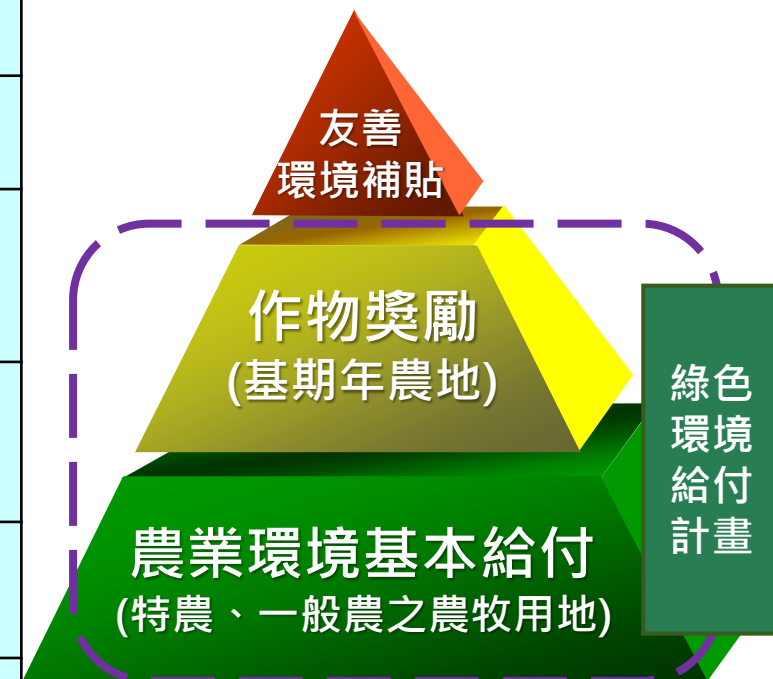 友善
環境補貼
作物獎勵
(基期年農地)
農業環境基本給付
(特農、一般農之農牧用地)
綠色
環境
給付
計畫